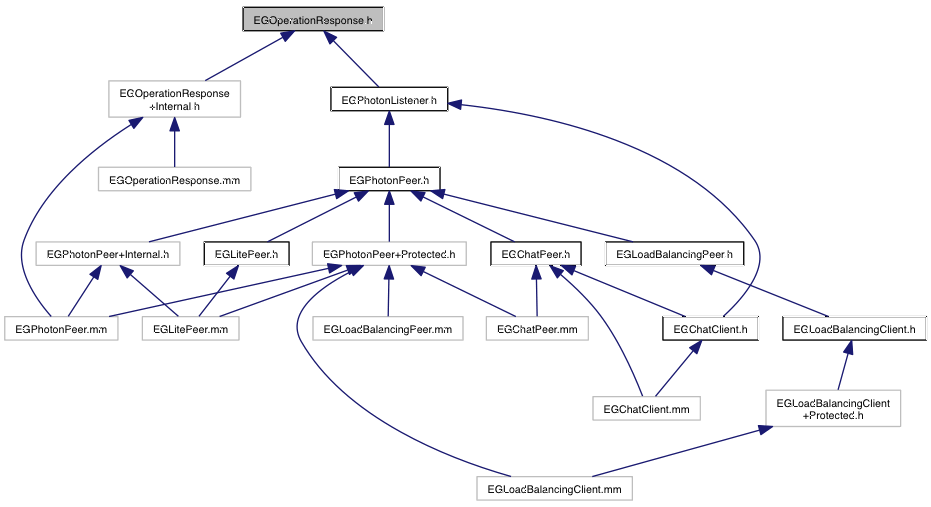 EGOperationResponse.h
EGOperationResponse
+Internal.h
EGPhotonListener.h
EGOperationResponse.mm
EGPhotonPeer.h
EGPhotonPeer+Internal.h
EGLitePeer.h
EGPhotonPeer+Protected.h
EGChatPeer.h
EGLoadBalancingPeer.h
EGPhotonPeer.mm
EGLitePeer.mm
EGLoadBalancingPeer.mm
EGChatPeer.mm
EGChatClient.h
EGLoadBalancingClient.h
EGChatClient.mm
EGLoadBalancingClient
+Protected.h
EGLoadBalancingClient.mm